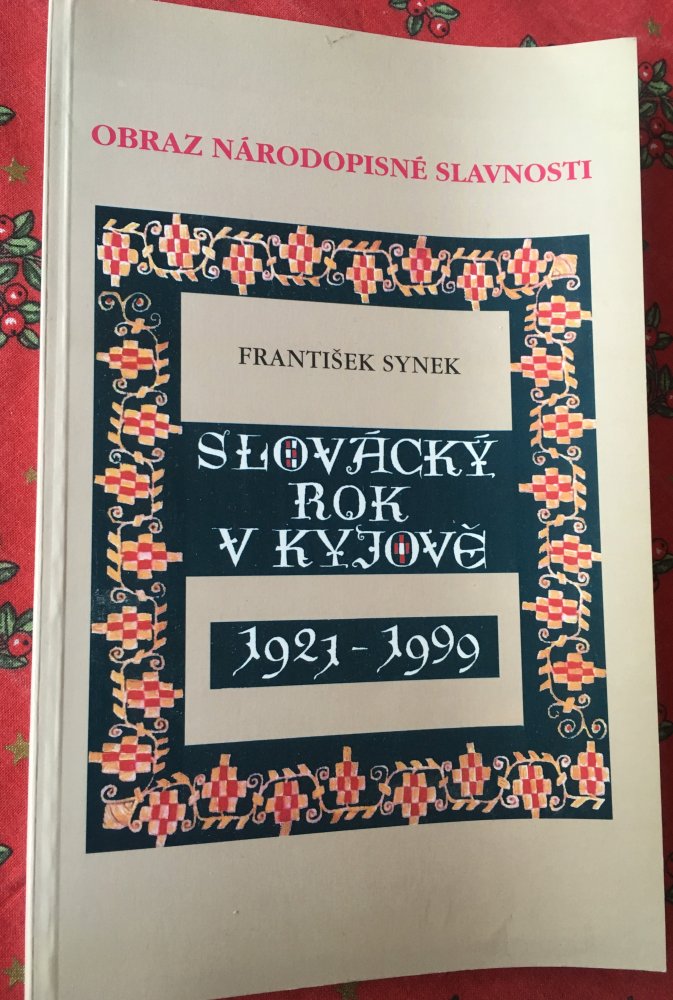 OBRAZ NÁRODOPISNÉ SLAVNOSTI
FRANTIŠEK SYNEK
SLOVÁCKÝ
ROK
V KYJOVĚ
1921 - 1999